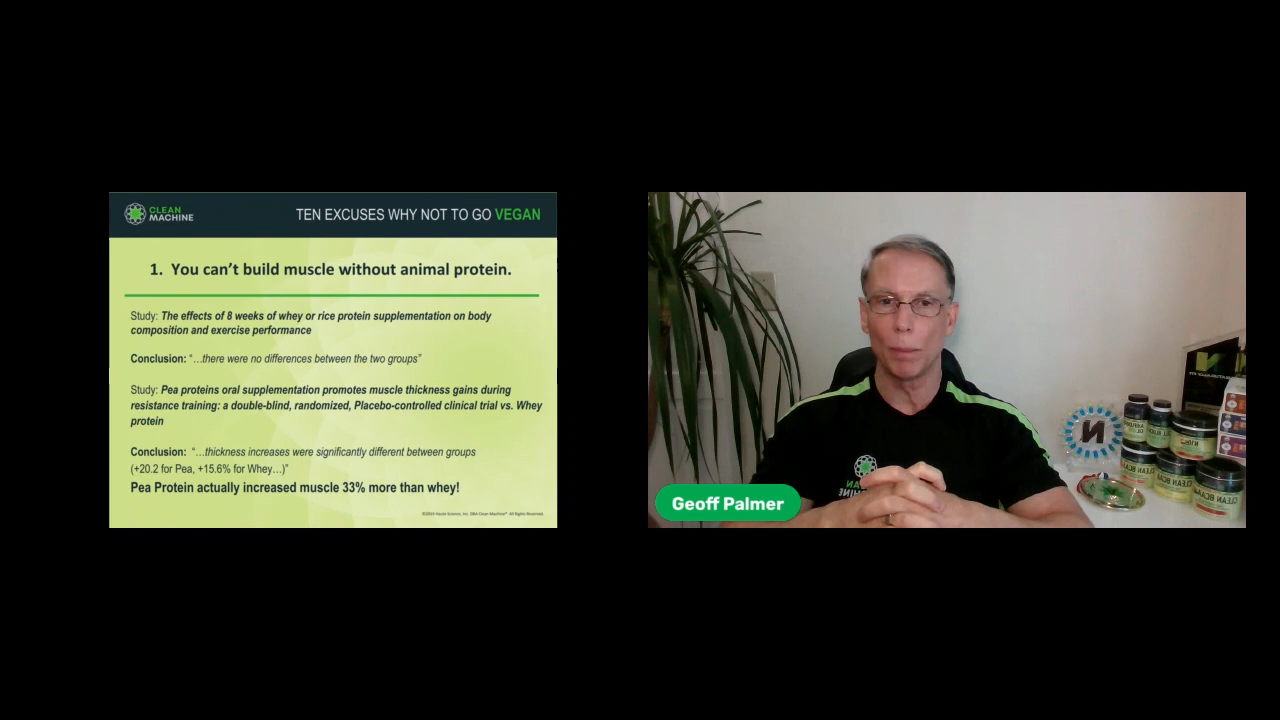 CLEAN
MACHINE
TEN EXCUSES WHY NOT TO GO VEGAN
1. You can't build muscle without animal protein.
Study: The effects of 8 weeks of whey or rice protein supplementation on body
composition and exercise performance
Conclusion: “…there were no differences between the two groups”
Study: Pea proteins oral supplementation promotes muscle thickness gains during
resistance training: a double-blind, randomized, Placebo-controlled clinical trial vs. Whey
protein
Conclusion: “…thickness increases were significantly different between groups
(+20.2 for Pea, +15.6% for Whey…)”
Pea Protein actually increased muscle 33% more than whey!
Geoff Palmer
N
CLEAN BCAA
CLEAN BCAA